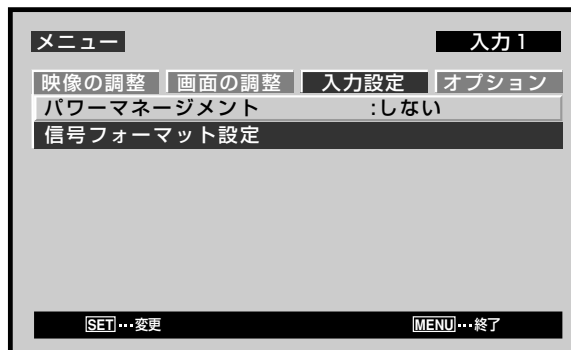 メニュー 入力1
映像の調整 画面の調整 入力設定 オプション
パワーマネージメント :しない
信号フォーマット設定
SET…変更 MENU…終了